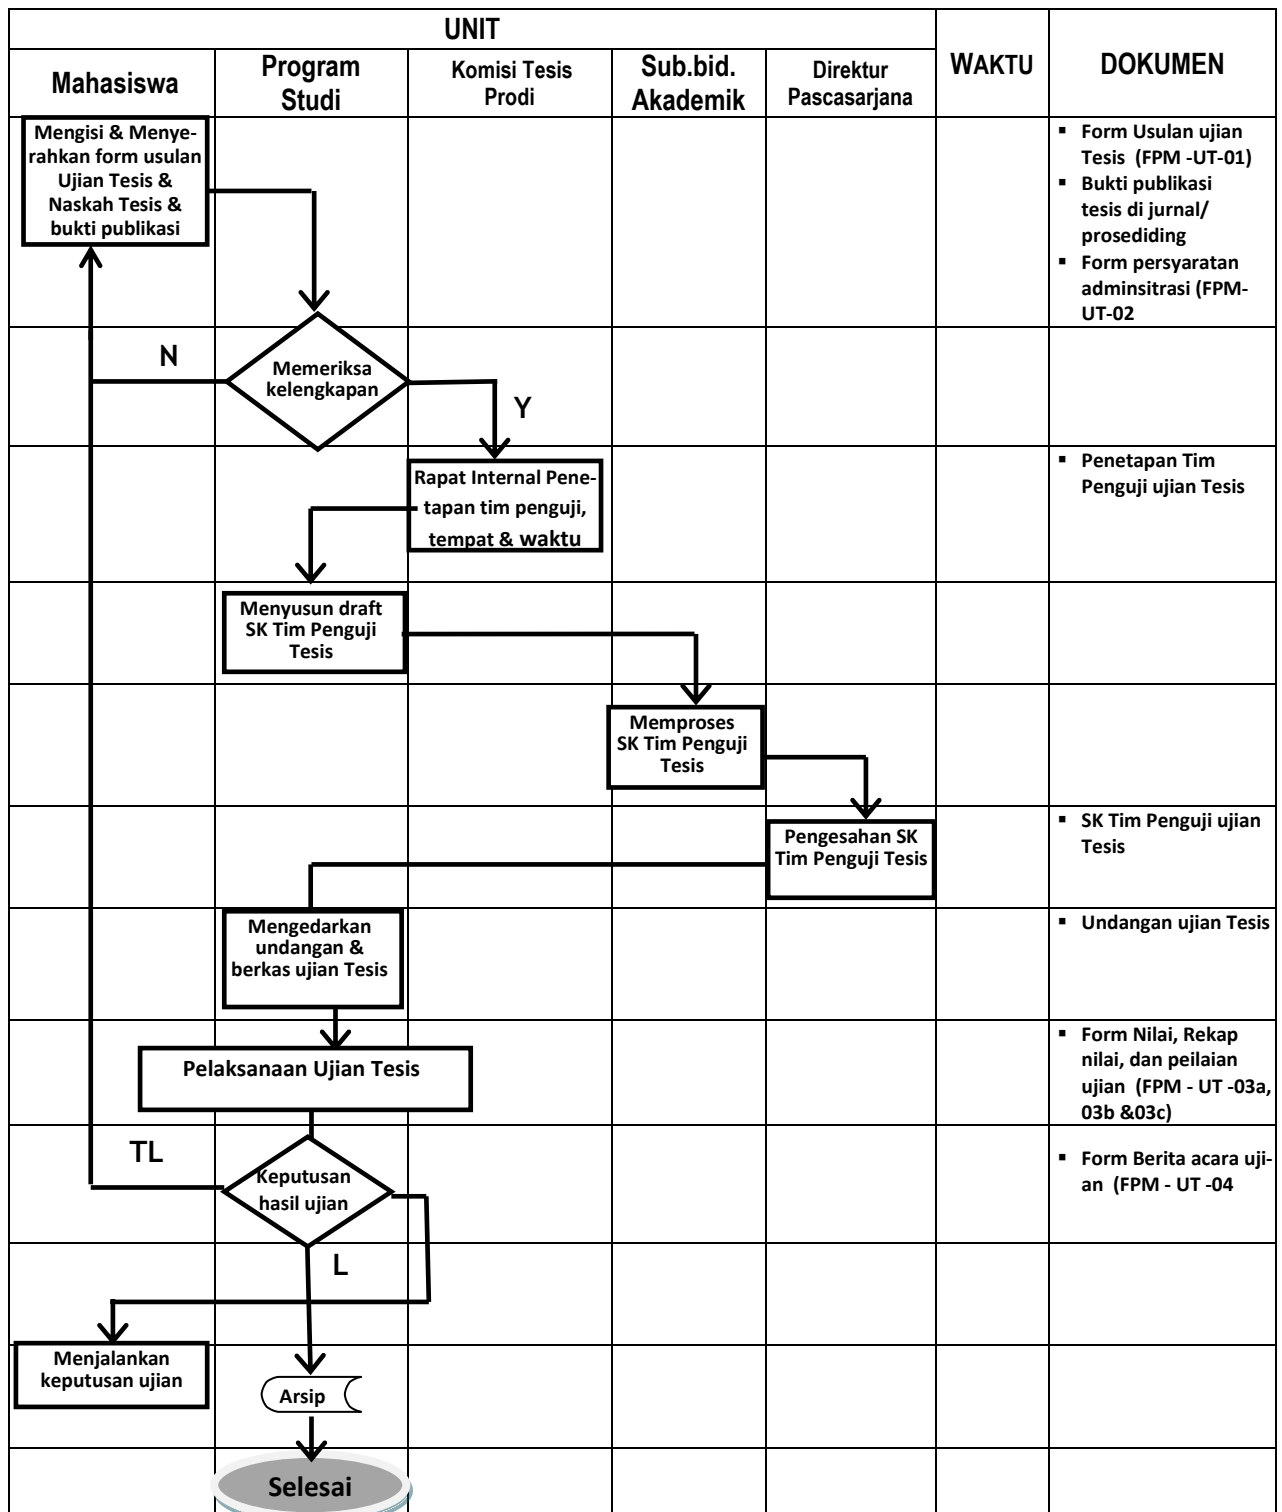 UNIT
WAKTU
DOKUMEN
Mahasiswa
Program
Studi
Komisi Tesis
Prodi
Sub.bid.
Akademik
Direktur
Pascasarjana
Mengisi & Menye-
rahkan form usulan
Ujian Tesis &
Naskah Tesis &
bukti publikasi
▪ Form Usulan ujian
Tesis (FPM -UT-01)
▪ Bukti publikasi
tesis di jurnal/
prosediding
▪ Form persyaratan
adminsitrasi (FPM-
UT-02
N
Memeriksa
kelengkapan
Y
Rapat Internal Pene-
tapan tim penguji,
tempat & waktu
▪ Penetapan Tim
Penguji ujian Tesis
Menyusun draft
SK Tim Penguji
Tesis
Memproses
SK Tim Penguji
Tesis
Pengesahan SK
Tim Penguji Tesis
▪ SK Tim Penguji ujian
Tesis
Mengedarkan
undangan &
berkas ujian Tesis
▪ Undangan ujian Tesis
Pelaksanaan Ujian Tesis
▪ Form Nilai, Rekap
nilai, dan peilaian
ujian (FPM - UT -03a,
03b &03c)
TL
Keputusan
hasil ujian
▪ Form Berita acara uji-
an (FPM - UT -04
L
Menjalankan
keputusan ujian
Arsip
Selesai